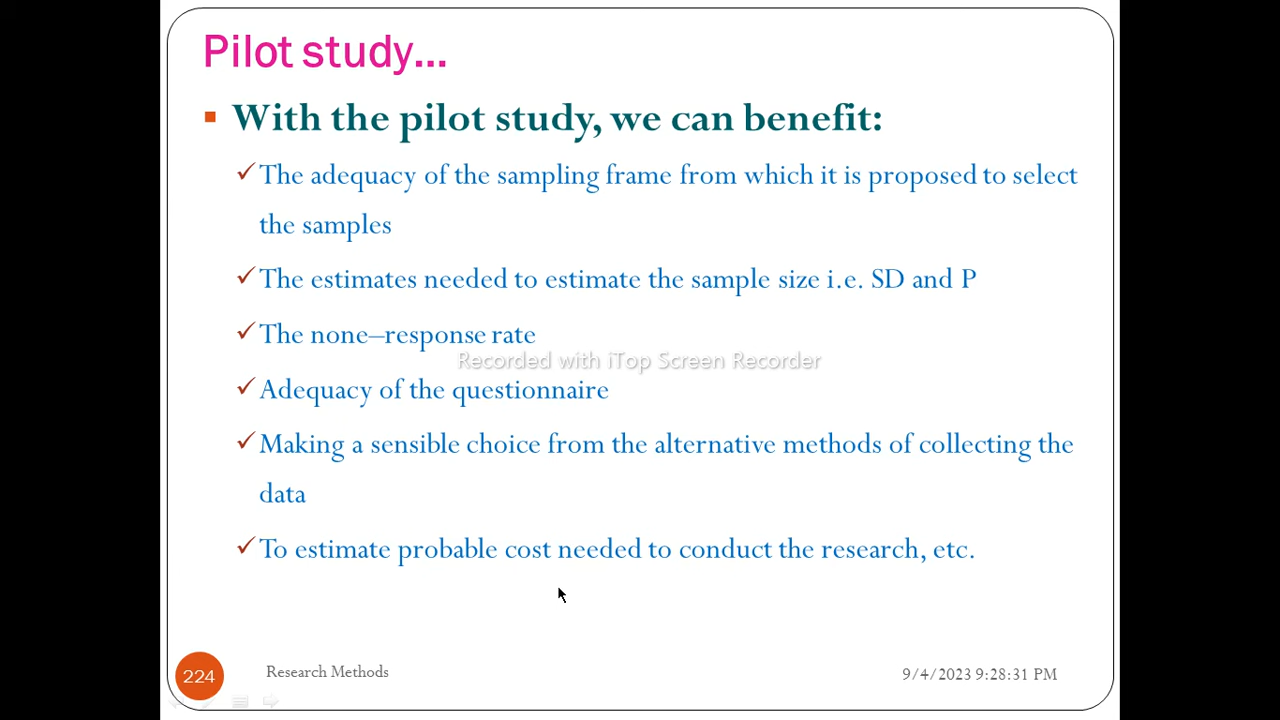 Pilot study...
With the pilot study, we can benefit:
The adequacy of the sampling frame from which it is proposed to select
the samples
The estimates needed to estimate the sample size i.e. SD and P
The none–response rate
Recorded with iTop Screen Recorder
Adequacy of the questionnaire
Making a sensible choice from the alternative methods of collecting the
data
To estimate probable cost needed to conduct the research, etc.
224
Research Methods
9/4/2023 9:28:31 PM